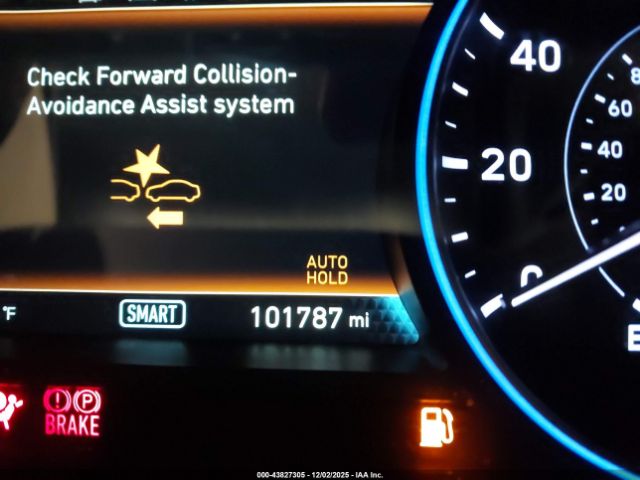 Check Forward Collision-
Avoidance Assist system
AUTO
HOLD
°F
SMART
101787 mi
BRAKE
40
20
0
60
40
20
000-43827305 - 12/02/2025 - IAA Inc.